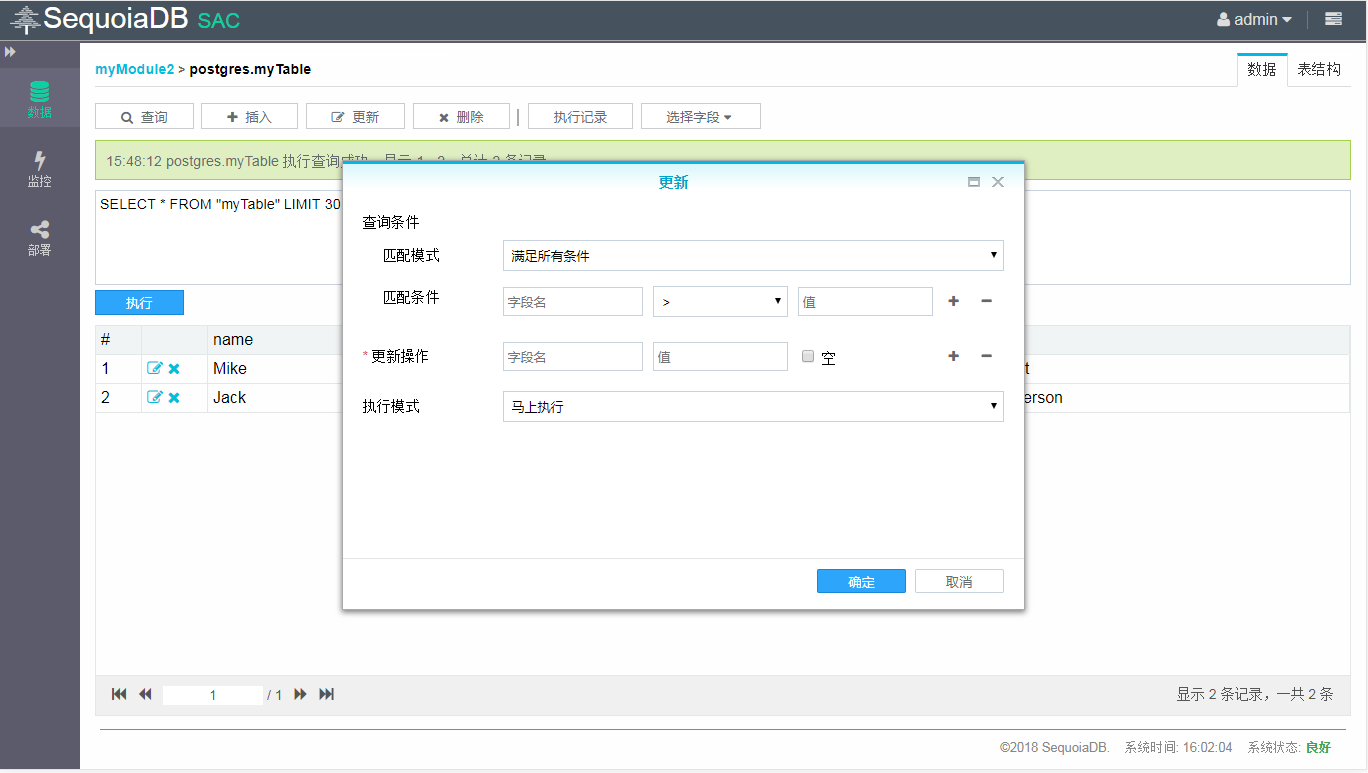 SequoiaDB SAC
admin
myModule2 > postgres.myTable
数据 表结构
数据
监控
部署
查询 插入 更新 删除 | 执行记录 选择字段
15:48:12 postgres.myTable 执行查询成功
SELECT * FROM "myTable" LIMIT 30
执行
# name
1 Mike
2 Jack
erson
更新
查询条件
匹配模式 满足所有条件
匹配条件 字段名 > 值
* 更新操作 字段名 值 空
执行模式 马上执行
确定 取消
1 / 1
显示 2 条记录，一共 2 条
©2018 SequoiaDB. 系统时间: 16:02:04 系统状态: 良好